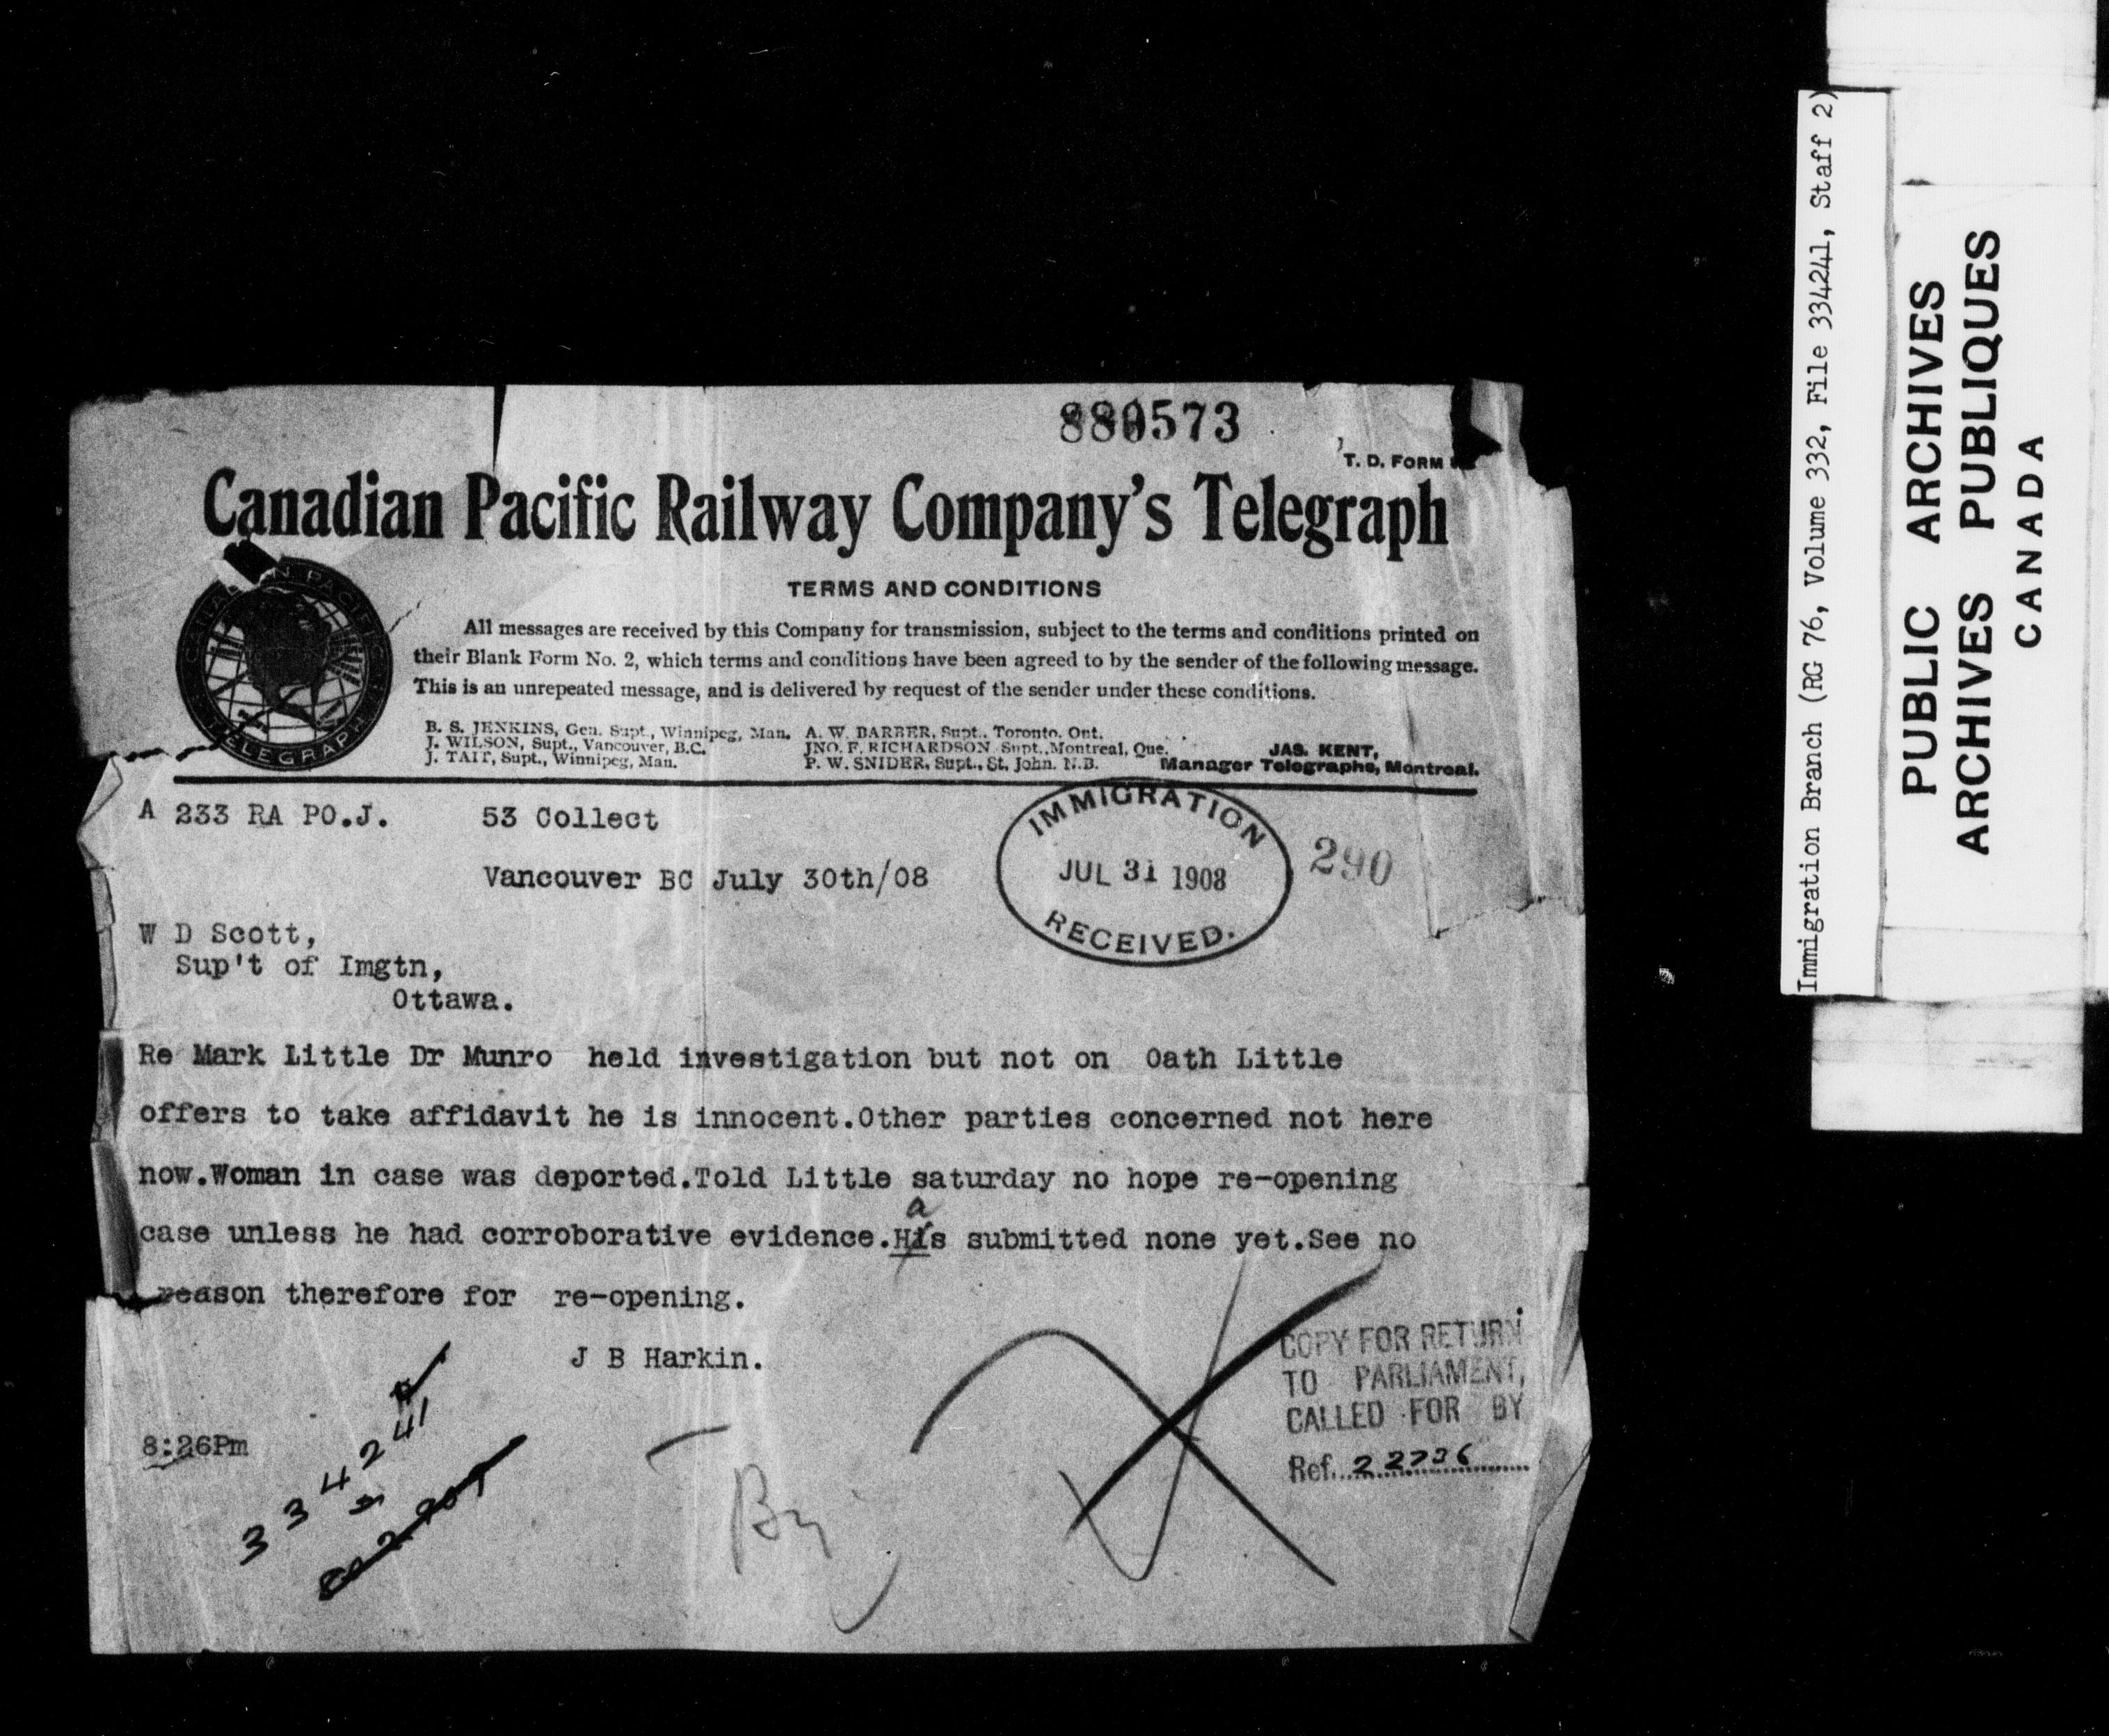 880573
T. D. FORM
Canadian Pacific Railway Company's Telegraph
TERMS AND CONDITIONS
All messages are received by this Company for transmission, subject to the terms and conditions printed on
their Blank Form No. 2, which terms and conditions have been agreed to by the sender of the following message.
This is an unrepeated message, and is delivered by request of the sender under these conditions.
CANADIAN PACIFIC
TELEGRAPH
B. S. JENKINS, Gen. Supt., Winnipeg, Man. A. W. BARBER, Supt., Toronto, Ont.
J. WILSON, Supt., Vancouver, B.C. JNO. F. RICHARDSON Supt., Montreal, Que. JAS. KENT,
J. TAIT, Supt., Winnipeg, Man. P. W. SNIDER, Supt., St. John, N.B. Manager Telegraphs, Montreal.
A 233 RA PO.J. 53 Collect
IMMIGRATION
JUL 31 1908
RECEIVED.
290
Vancouver BC July 30th/08
W D Scott,
Sup't of Imgtn,
Ottawa.
Re Mark Little Dr Munro held investigation but not on Oath Little
offers to take affidavit he is innocent.Other parties concerned not here
now.Woman in case was deported.Told Little saturday no hope re-opening
a
case unless he had corroborative evidence.His submitted none yet.See no
reason therefore for re-opening.
J B Harkin.
8:26Pm
334241
COPY FOR RETURN
TO PARLIAMENT,
CALLED FOR BY
Ref. 22736
Immigration Branch (RG 76, Volume 332, File 334241, Staff 2)
PUBLIC ARCHIVES
ARCHIVES PUBLIQUES
CANADA